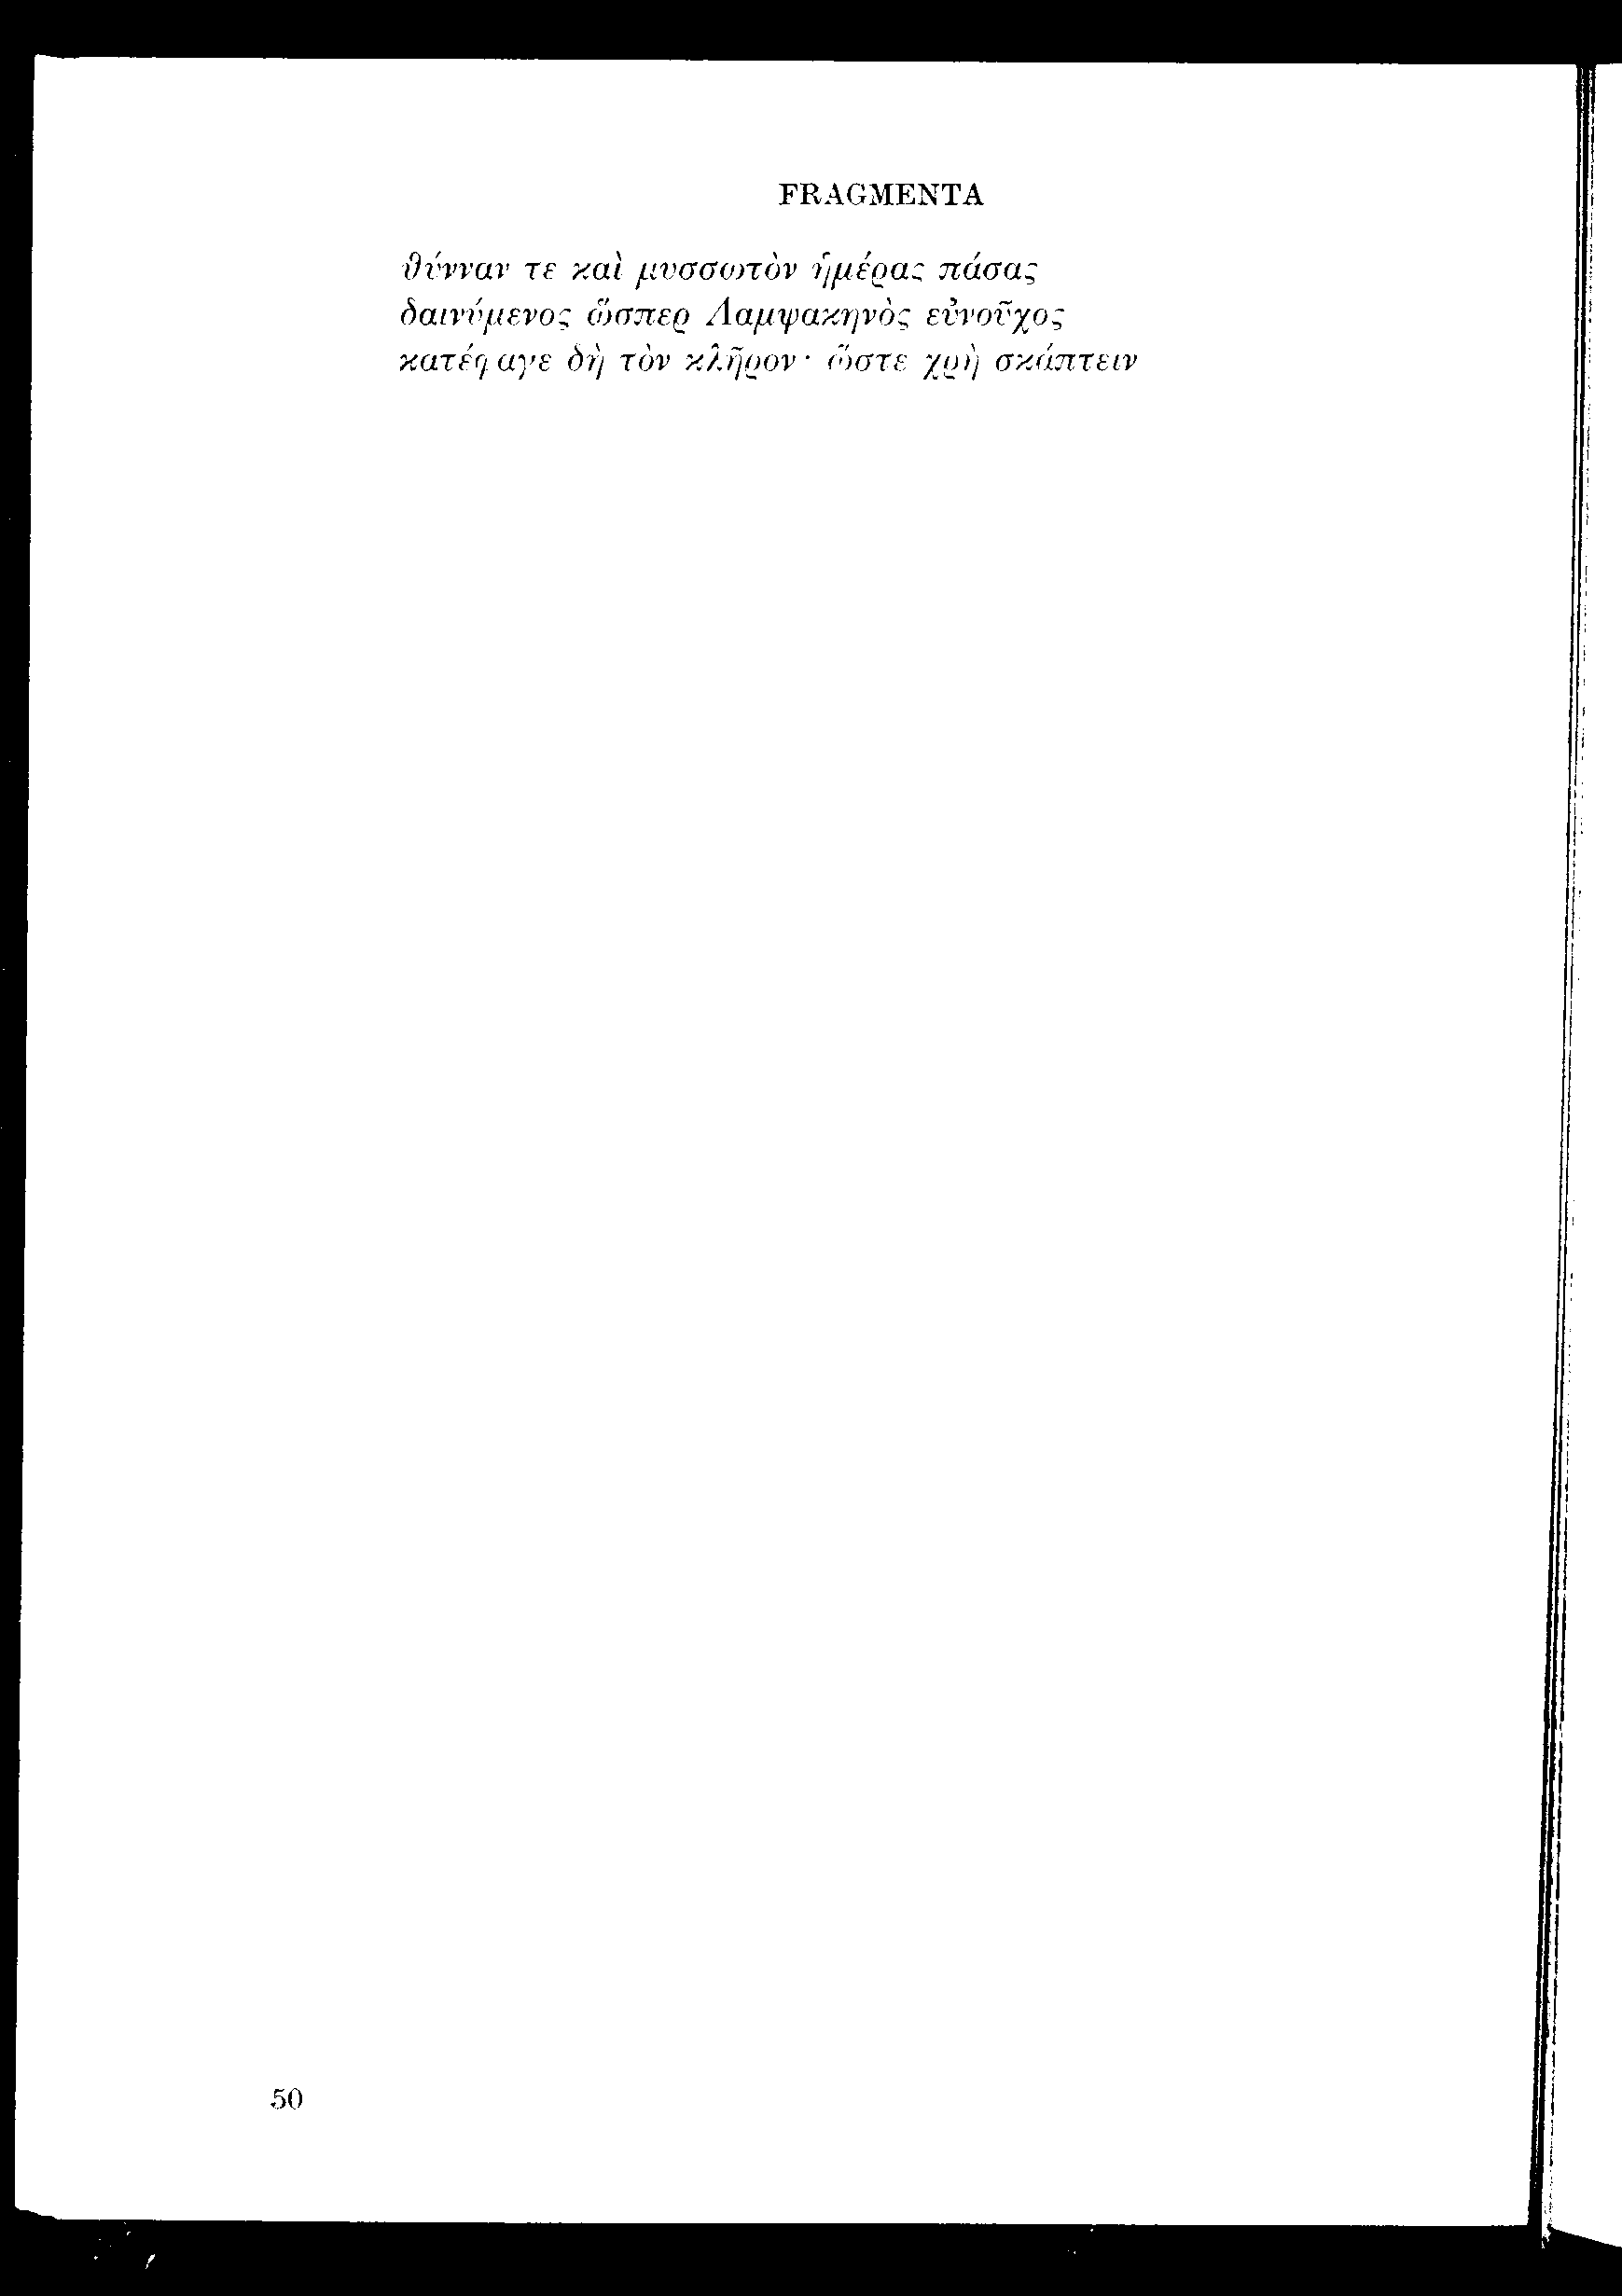 FRAGMENTA
θύνναν τε καὶ μυσσωτὸν ἡμέρας πάσας
δαινύμενος ὥσπερ Λαμψακηνὸς εὐνοῦχος
κατέφαγε δὴ τὸν κλῆρον· ὥστε χρὴ σκάπτειν
50